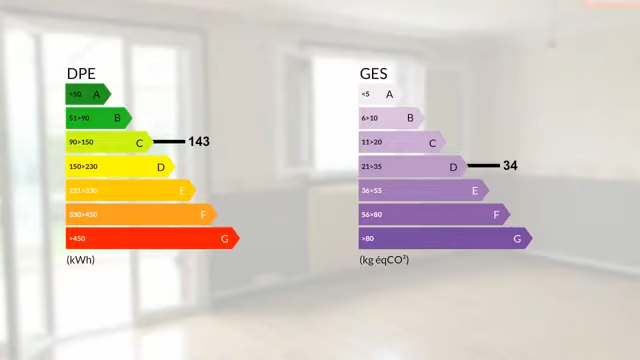 DPE
<50 A
51>90 B
90>150 C 143
150>230 D
231>330 E
330>450 F
>450 G
(kWh)
GES
<5 A
6>10 B
11>20 C
21>35 D 34
36>55 E
56>80 F
>80 G
(kg éqCO²)